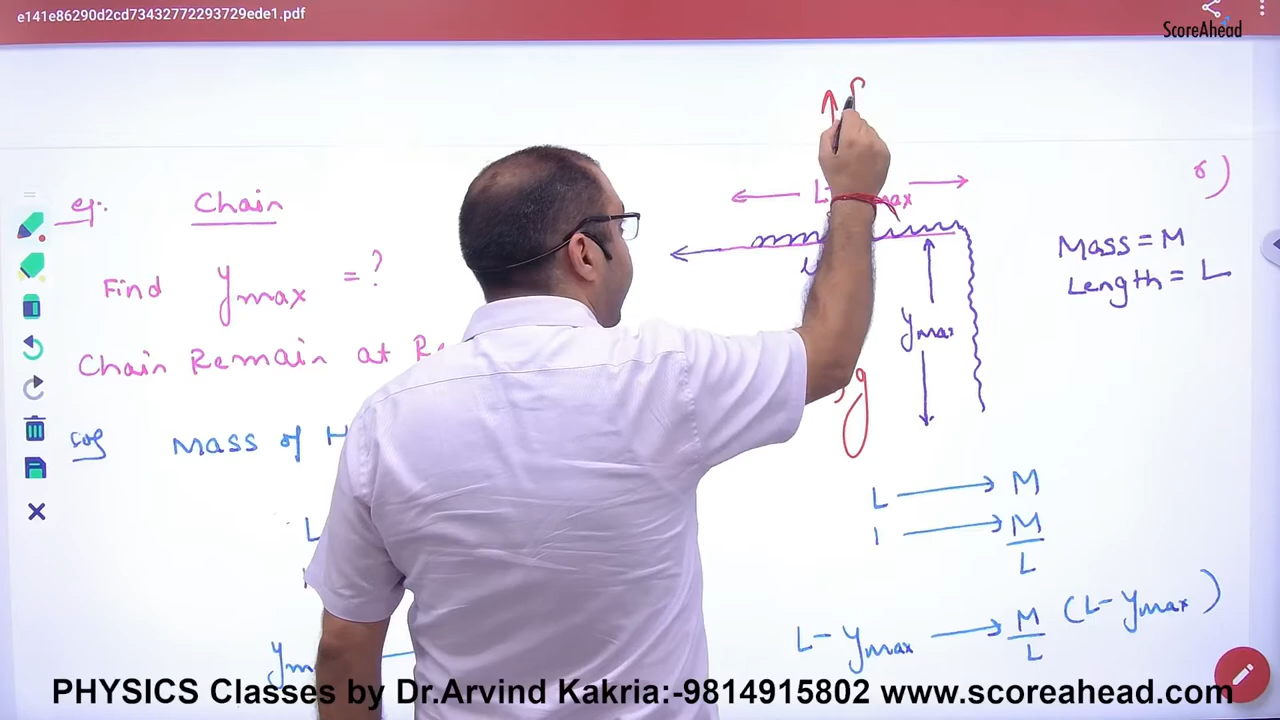 e141e86290d2cd73432772293729ede1.pdf
ScoreAhead
eg:- Chain
Find ymax = ?
Chain Remain at
Sol Mass of
ymax
Mass = M
Length = L
L → M
1 → M/L
L - ymax → M/L (L - ymax)
PHYSICS Classes by Dr.Arvind Kakria:-9814915802 www.scoreahead.com